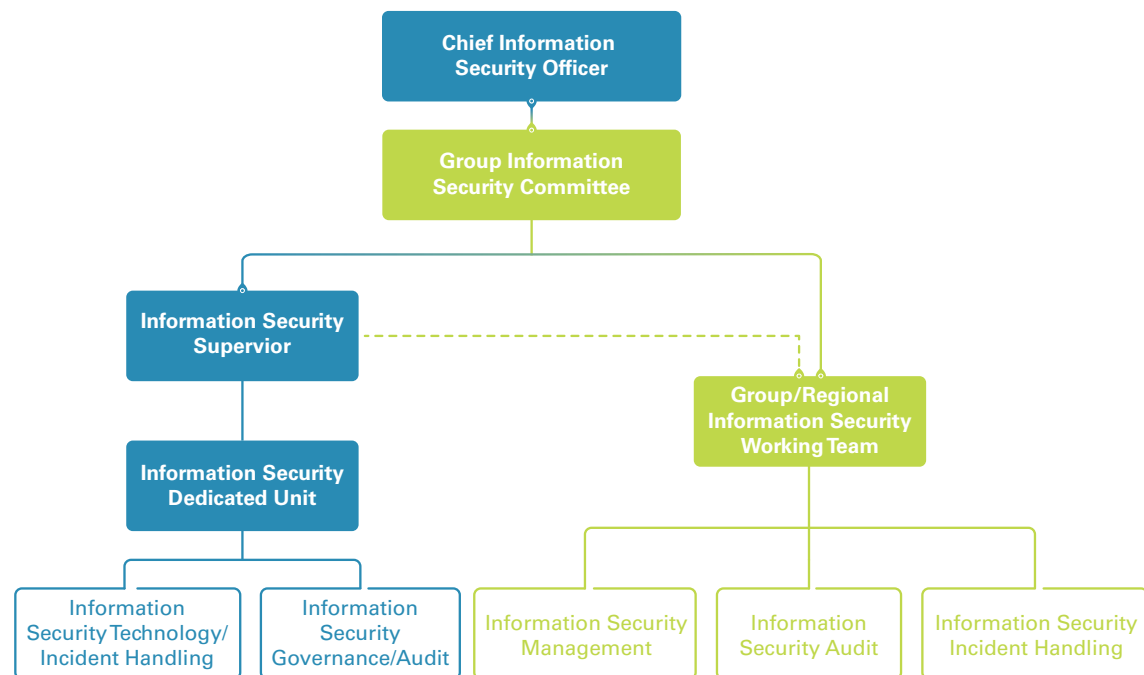 Chief Information
Security Officer
Group Information
Security Committee
Information Security
Supervior
Group/Regional
Information Security
Working Team
Information Security
Dedicated Unit
Information
Security Technology/
Incident Handling
Information
Security
Governance/Audit
Information Security
Management
Information
Security Audit
Information Security
Incident Handling